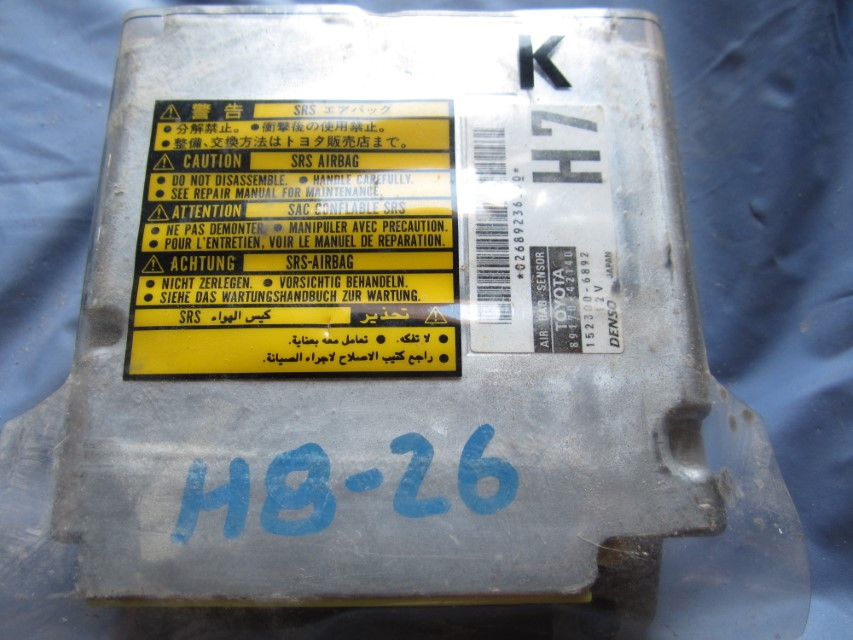 K
警告 SRS エアバッグ
● 分解禁止。 ● 衝撃後の使用禁止。
● 整備、交換方法はトヨタ販売店まで。
CAUTION SRS AIRBAG
● DO NOT DISASSEMBLE. ● HANDLE CAREFULLY.
SEE REPAIR MANUAL FOR MAINTENANCE.
ATTENTION SAC GONFLABLE SRS
● NE PAS DEMONTER. ● MANIPULER AVEC PRECAUTION.
● POUR L'ENTRETIEN, VOIR LE MANUEL DE REPARATION.
ACHTUNG SRS-AIRBAG
● NICHT ZERLEGEN. ● VORSICHTIG BEHANDELN.
● SIEHE DAS WARTUNGSHANDBUCH ZUR WARTUNG.
تحذير كيس الهواء SRS
● لا تفكه. ● تعامل معه بعناية.
● راجع كتيب الاصلاح لاجراء الصيانة.
H7
AIR BAG SENSOR
TOYOTA
89170-42140
152300-6892
12V
DENSO JAPAN
H8-26